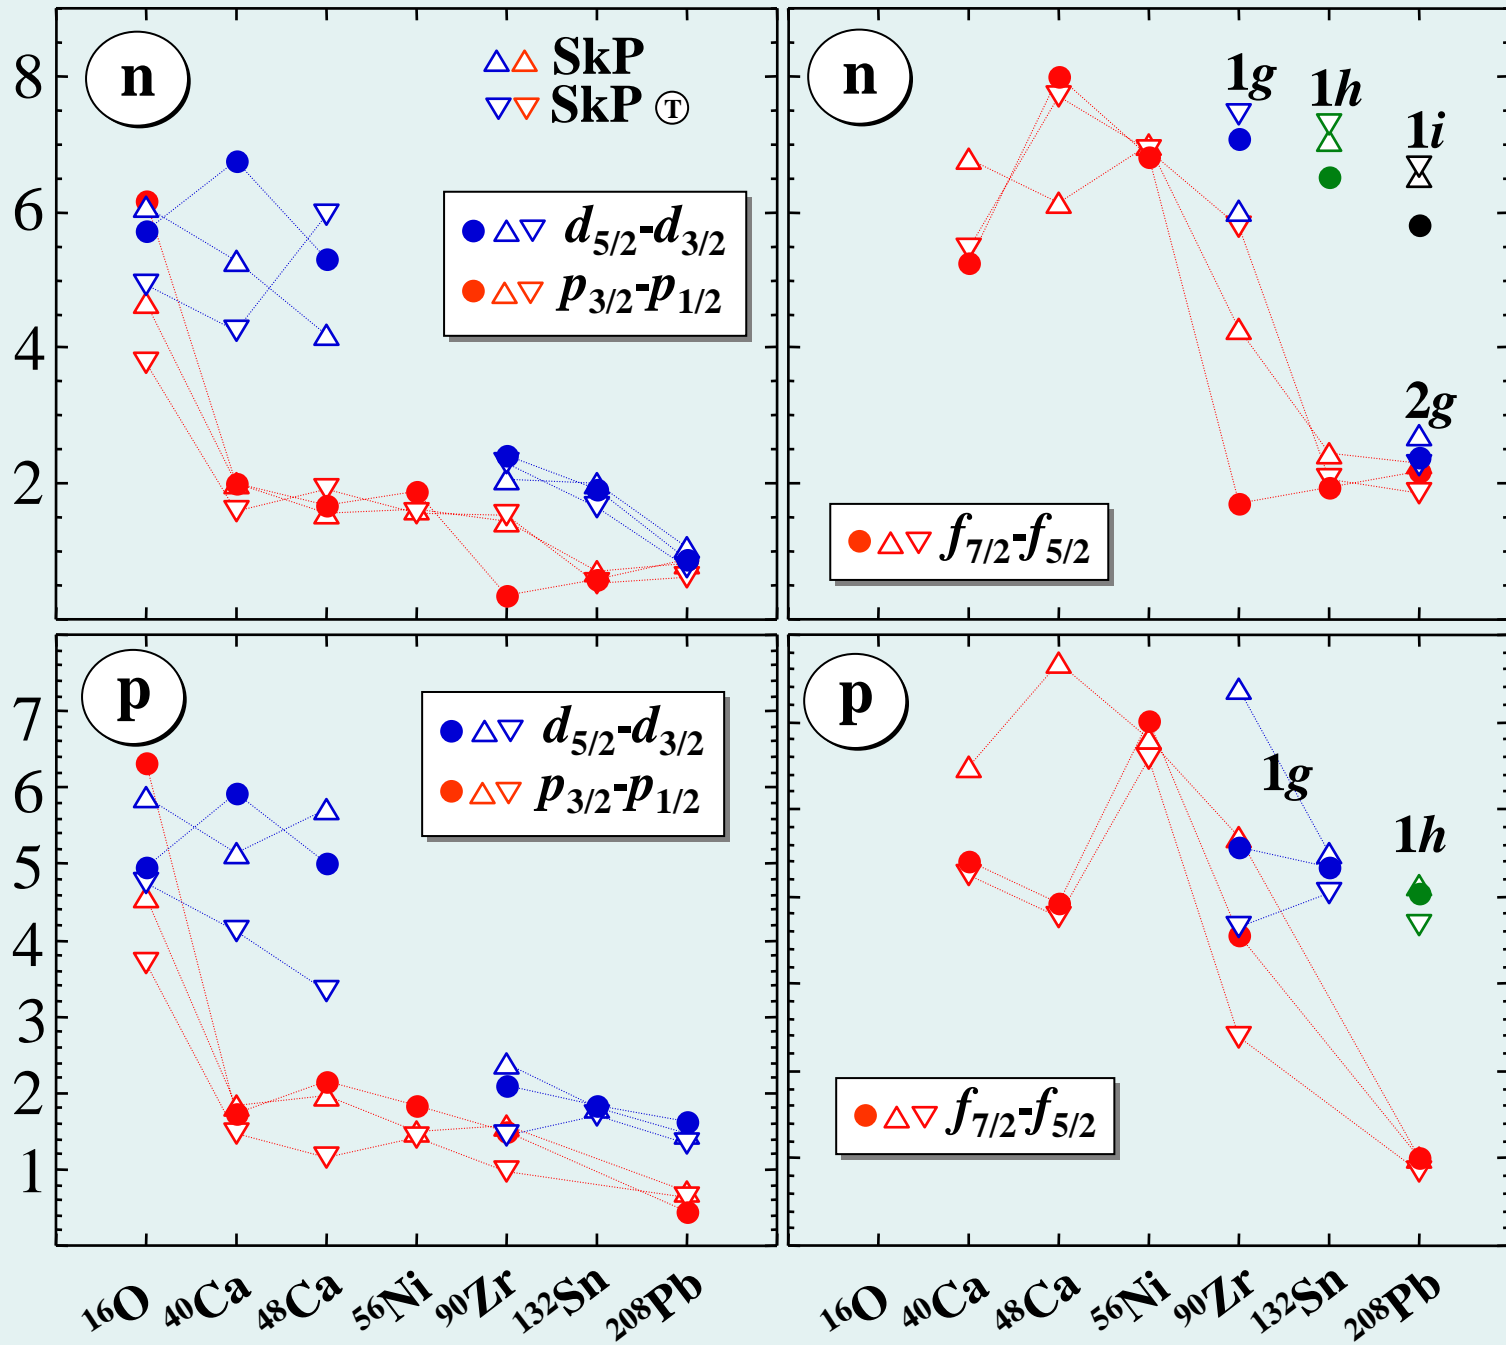 n
SkP
SkP T
8
6
4
2
d5/2-d3/2
p3/2-p1/2
n
1g
1h
1i
2g
f7/2-f5/2
p
7
6
5
4
3
2
1
d5/2-d3/2
p3/2-p1/2
p
1g
1h
f7/2-f5/2
16O 40Ca 48Ca 56Ni 90Zr 132Sn 208Pb
40Ca 48Ca 56Ni 90Zr 132Sn 208Pb
16O